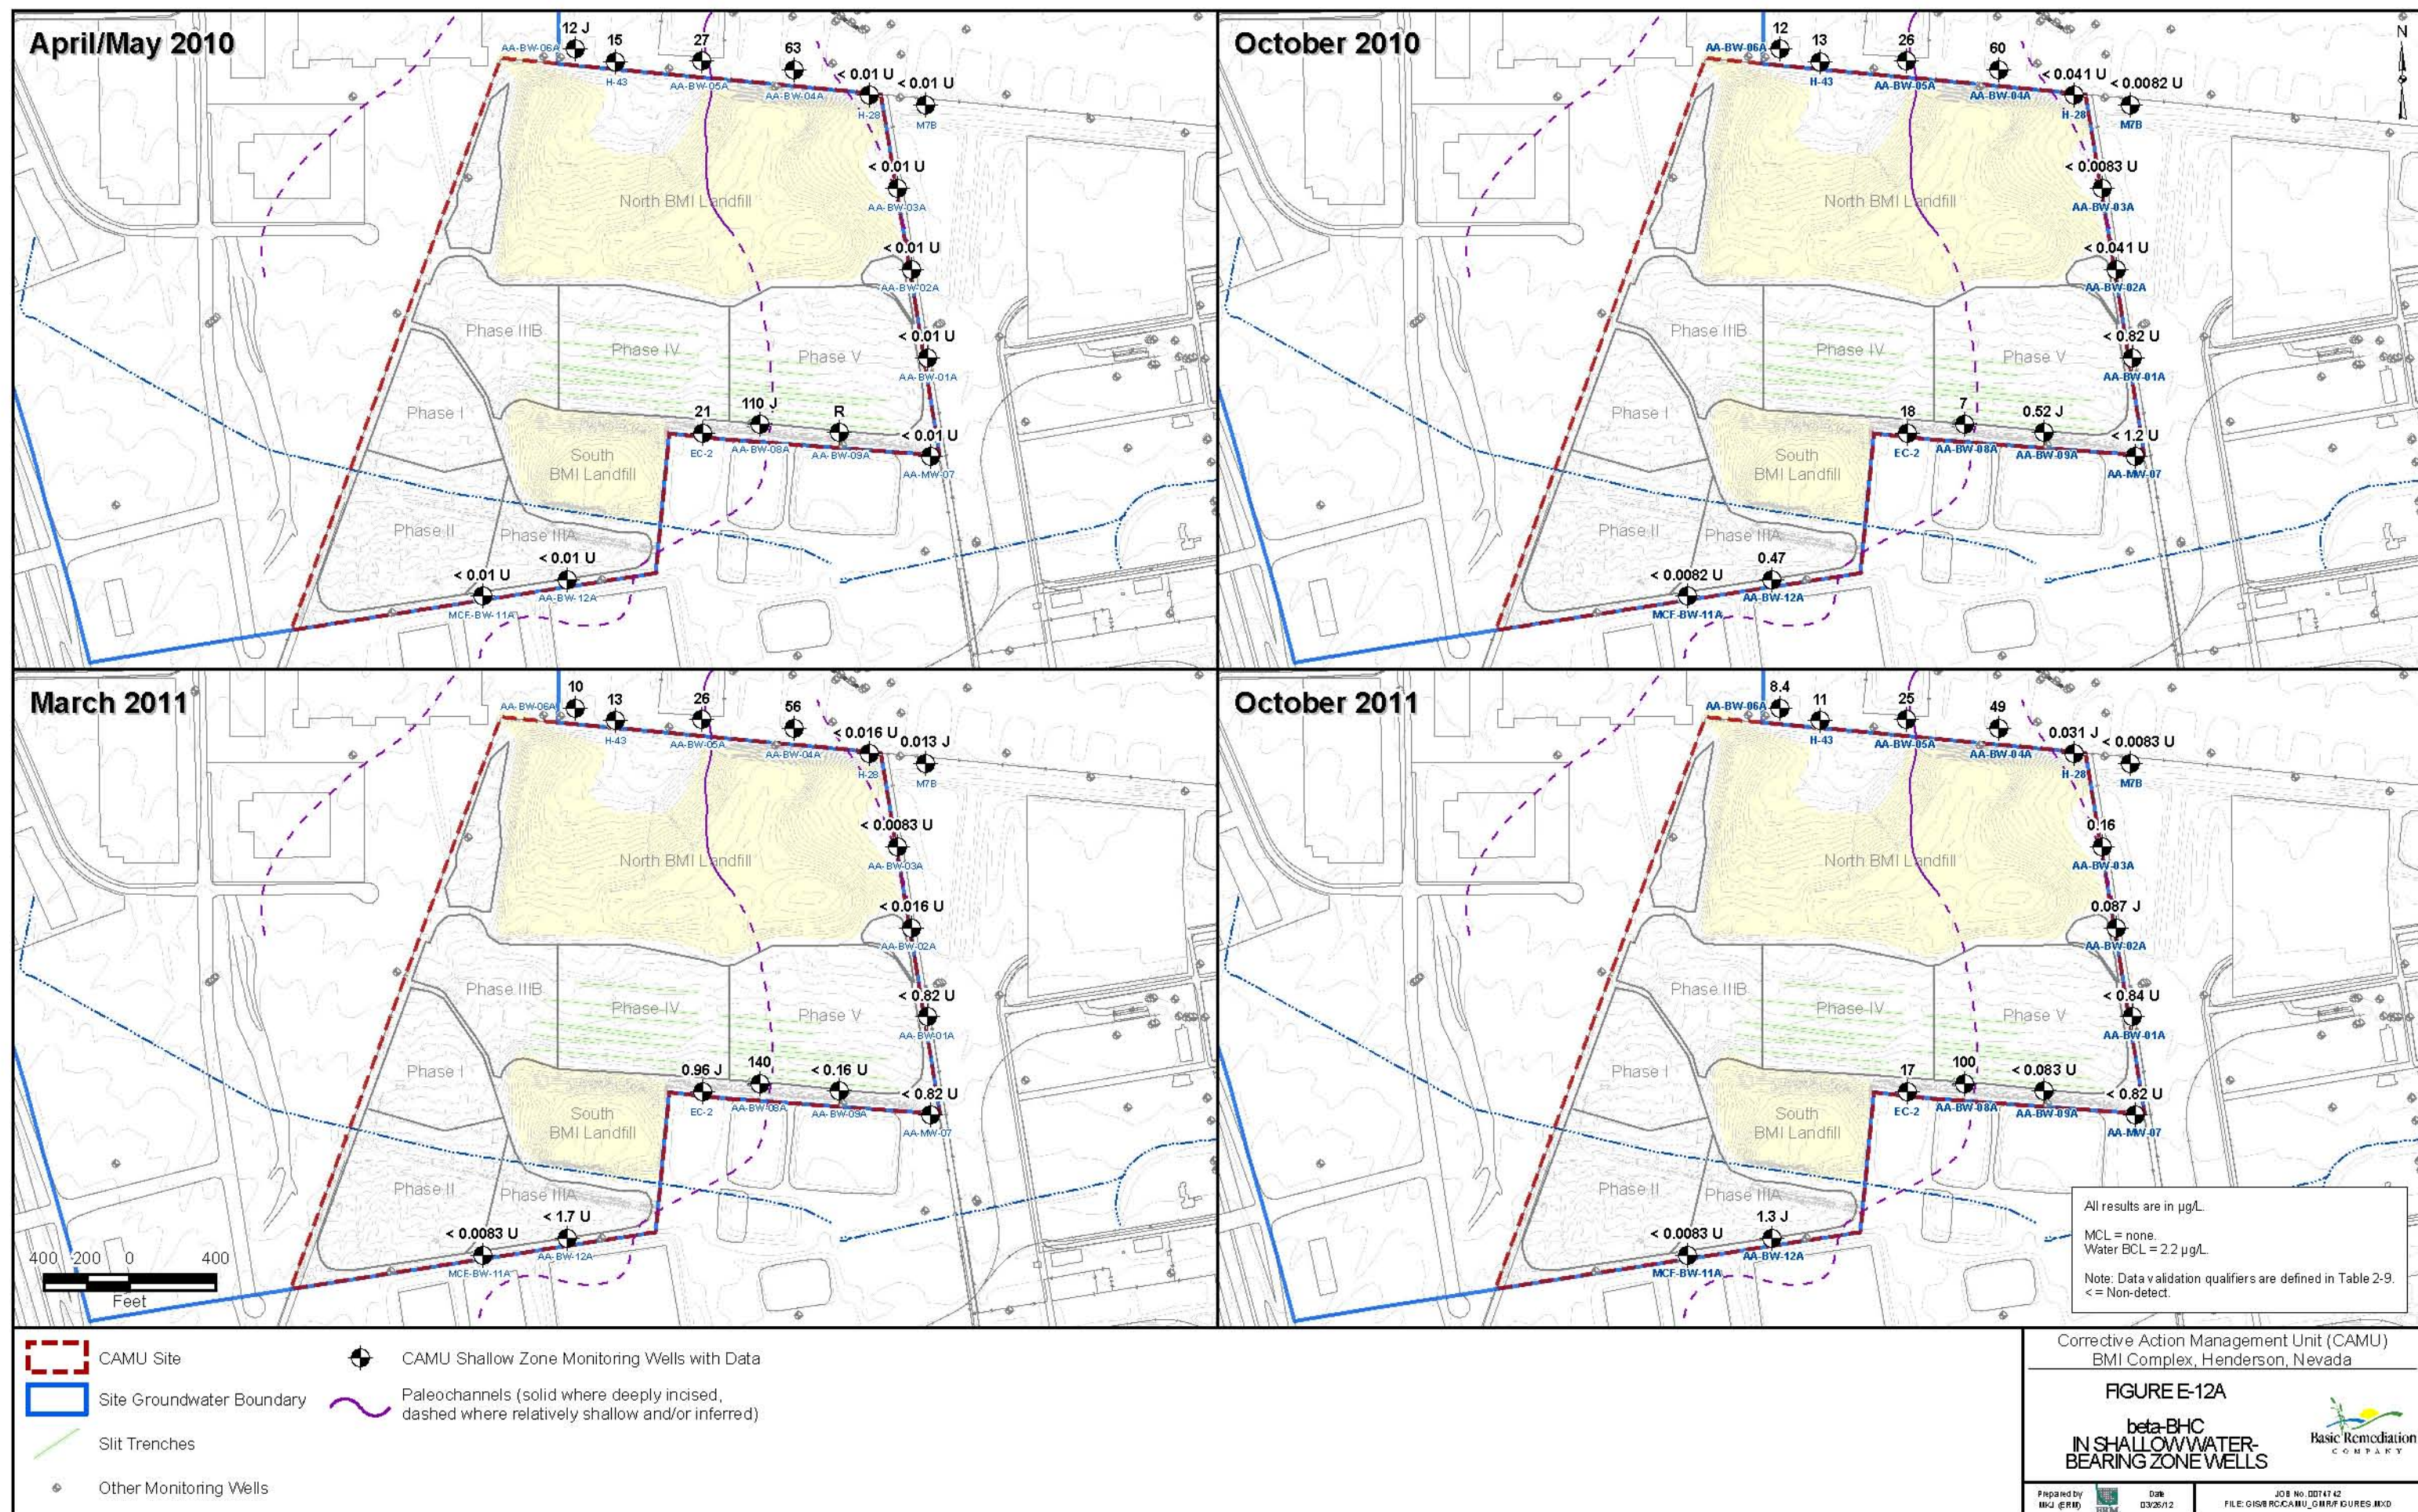 April/May 2010
12 J
15
27
63
< 0.01 U
< 0.01 U
AA-BW-06A
H-43
AA-BW-05A
AA-BW-04A
H-28
M7B
< 0.01 U
North BMI Landfill
AA-BW-03A
< 0.01 U
AA-BW-02A
Phase IIIB
Phase IV
Phase V
< 0.01 U
AA-BW-01A
Phase I
21
110 J
R
< 0.01 U
EC-2
AA-BW-08A
AA-BW-09A
AA-MW-07
South
BMI Landfill
Phase II
Phase IIIA
< 0.01 U
< 0.01 U
MCF-BW-11A
AA-BW-12A
October 2010
N
12
13
26
60
< 0.041 U
< 0.0082 U
AA-BW-06A
H-43
AA-BW-05A
AA-BW-04A
H-28
M7B
< 0.0083 U
North BMI Landfill
AA-BW-03A
< 0.041 U
AA-BW-02A
Phase IIIB
Phase IV
Phase V
< 0.82 U
AA-BW-01A
Phase I
18
7
0.52 J
< 1.2 U
EC-2
AA-BW-08A
AA-BW-09A
AA-MW-07
South
BMI Landfill
Phase II
Phase IIIA
< 0.0082 U
0.47
MCF-BW-11A
AA-BW-12A
March 2011
10
13
26
56
< 0.016 U
0.013 J
AA-BW-06A
H-43
AA-BW-05A
AA-BW-04A
H-28
M7B
< 0.0083 U
North BMI Landfill
AA-BW-03A
< 0.016 U
AA-BW-02A
Phase IIIB
Phase IV
Phase V
< 0.82 U
AA-BW-01A
Phase I
0.96 J
140
< 0.16 U
< 0.82 U
EC-2
AA-BW-08A
AA-BW-09A
AA-MW-07
South
BMI Landfill
Phase II
Phase IIIA
< 0.0083 U
< 1.7 U
MCF-BW-11A
AA-BW-12A
400 200 0 400
Feet
October 2011
8.4
11
25
49
0.031 J
< 0.0083 U
AA-BW-06A
H-43
AA-BW-05A
AA-BW-04A
H-28
M7B
0.16
North BMI Landfill
AA-BW-03A
0.087 J
AA-BW-02A
Phase IIIB
Phase IV
Phase V
< 0.84 U
AA-BW-01A
Phase I
17
100
< 0.083 U
< 0.82 U
EC-2
AA-BW-08A
AA-BW-09A
AA-MW-07
South
BMI Landfill
Phase II
Phase IIIA
< 0.0083 U
1.3 J
MCF-BW-11A
AA-BW-12A
All results are in µg/L.
MCL = none.
Water BCL = 2.2 µg/L.
Note: Data validation qualifiers are defined in Table 2-9.
< = Non-detect.
CAMU Site
Site Groundwater Boundary
Slit Trenches
Other Monitoring Wells
CAMU Shallow Zone Monitoring Wells with Data
Paleochannels (solid where deeply incised,
dashed where relatively shallow and/or inferred)
Corrective Action Management Unit (CAMU)
BMI Complex, Henderson, Nevada
FIGURE E-12A
beta-BHC
IN SHALLOW WATER-
BEARING ZONE WELLS
Basic Remediation
COMPANY
Prepared by
MKJ (ERM)
ERM
Date
03/26/12
JOB No. 0074742
FILE: GIS/BRC/CAMU_GMR/FIGURES.MXD